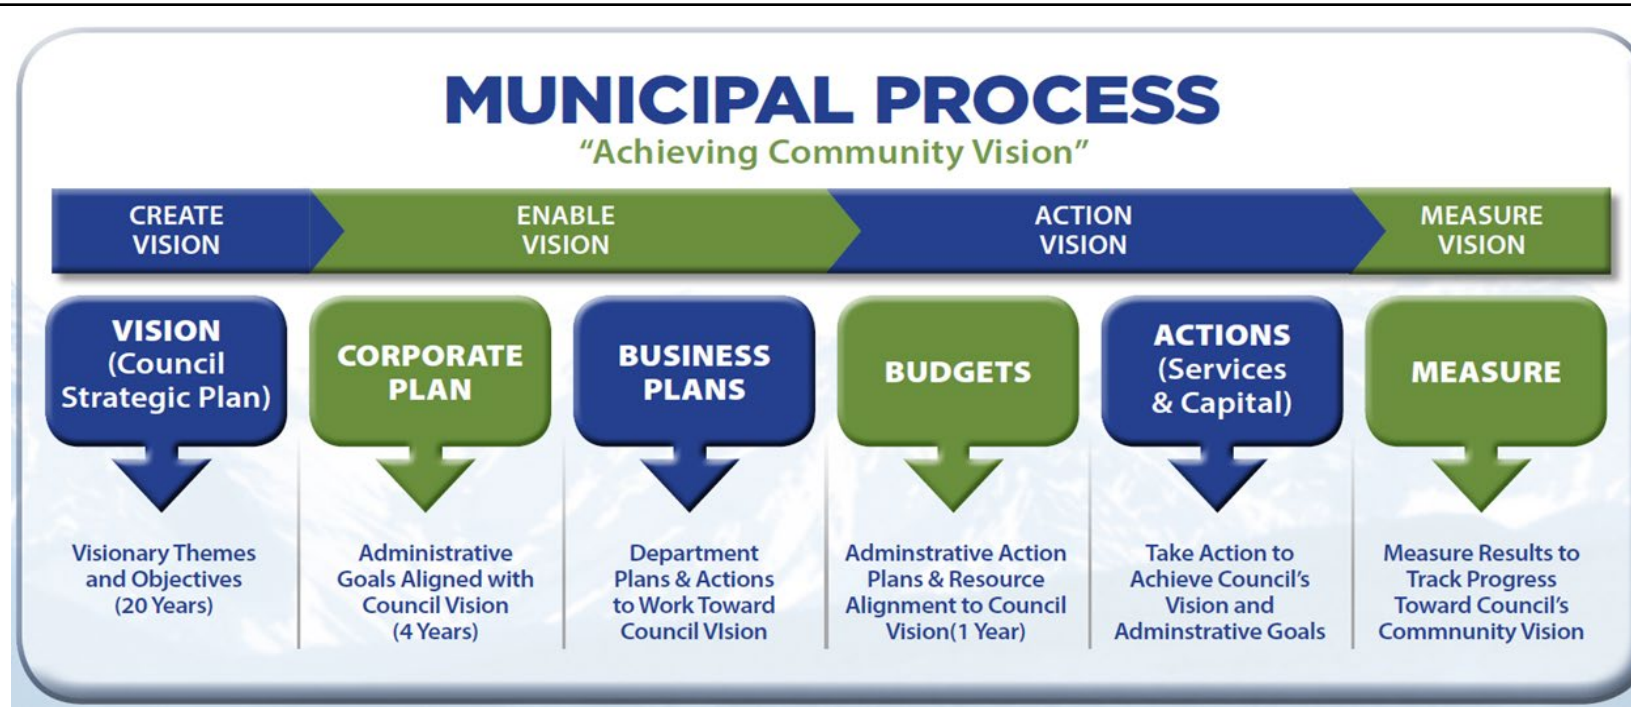 MUNICIPAL PROCESS
“Achieving Community Vision”
CREATE
VISION
ENABLE
VISION
ACTION
VISION
MEASURE
VISION
VISION
(Council
Strategic Plan)
CORPORATE
PLAN
BUSINESS
PLANS
BUDGETS
ACTIONS
(Services
& Capital)
MEASURE
Visionary Themes
and Objectives
(20 Years)
Administrative
Goals Aligned with
Council Vision
(4 Years)
Department
Plans & Actions
to Work Toward
Council VIsion
Adminstrative Action
Plans & Resource
Alignment to Council
Vision(1 Year)
Take Action to
Achieve Council’s
Vision and
Adminstrative Goals
Measure Results to
Track Progress
Toward Council’s
Commnunity Vision